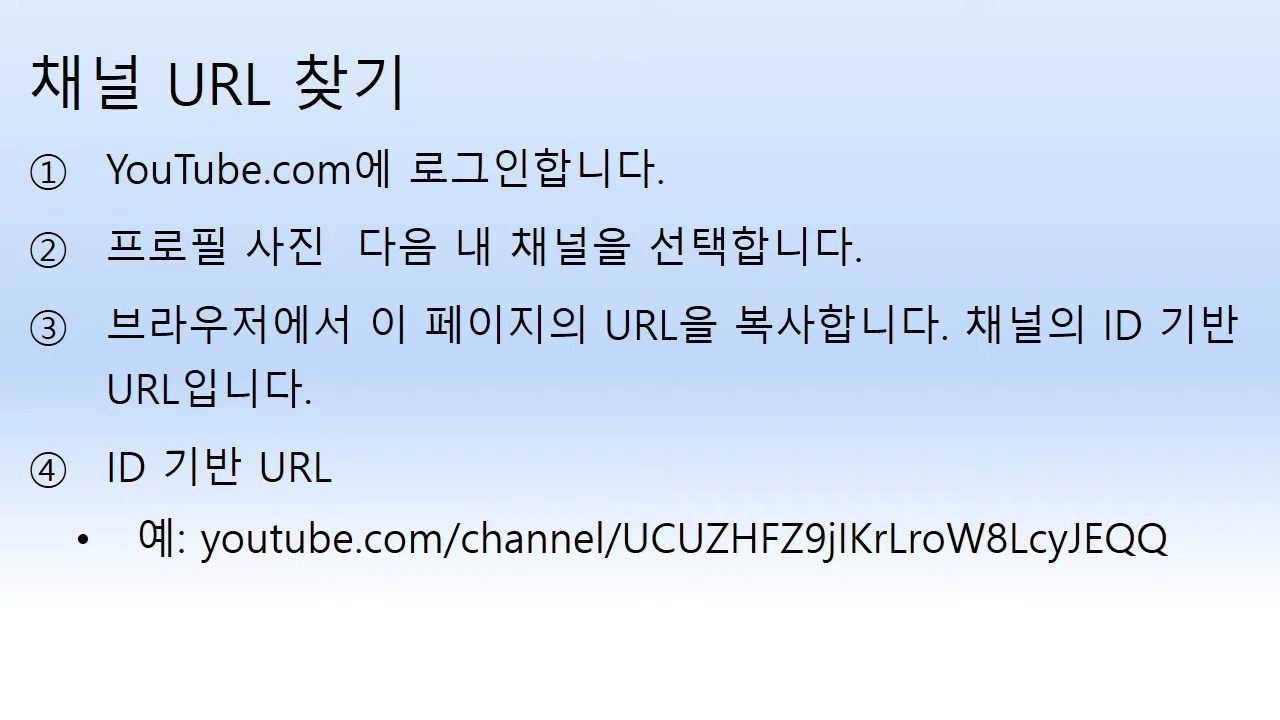 채널 URL 찾기
① YouTube.com에 로그인합니다.
② 프로필 사진 다음 내 채널을 선택합니다.
③ 브라우저에서 이 페이지의 URL을 복사합니다. 채널의 ID 기반
URL입니다.
④ ID 기반 URL
• 예: youtube.com/channel/UCUZHFZ9jIKrLroW8LcyJEQQ